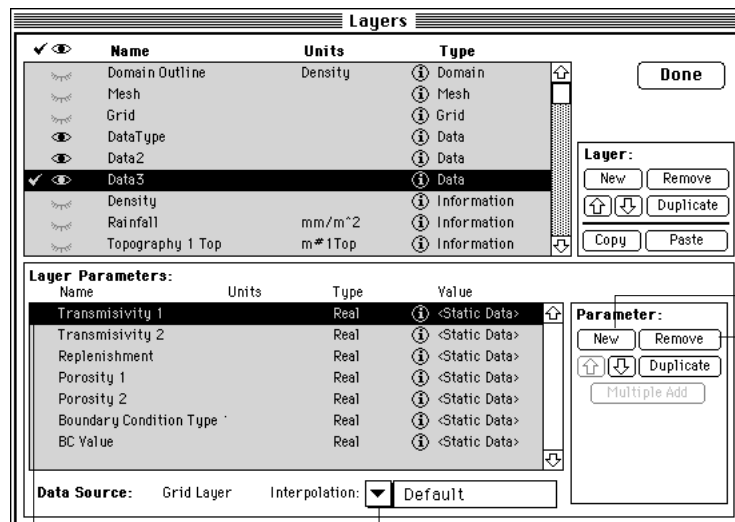 Layers
Name Units Type
Domain Outline Density Domain
Mesh Mesh
Grid Grid
DataType Data
Data2 Data
Data3 Data
Density Information
Rainfall mm/m^2 Information
Topography 1 Top m#1Top Information
Done
Layer:
New Remove
Duplicate
Copy Paste
Layer Parameters:
Name Units Type Value
Transmisivity 1 Real <Static Data>
Transmisivity 2 Real <Static Data>
Replenishment Real <Static Data>
Porosity 1 Real <Static Data>
Porosity 2 Real <Static Data>
Boundary Condition Type Real <Static Data>
BC Value Real <Static Data>
Parameter:
New Remove
Duplicate
Multiple Add
Data Source: Grid Layer Interpolation: Default